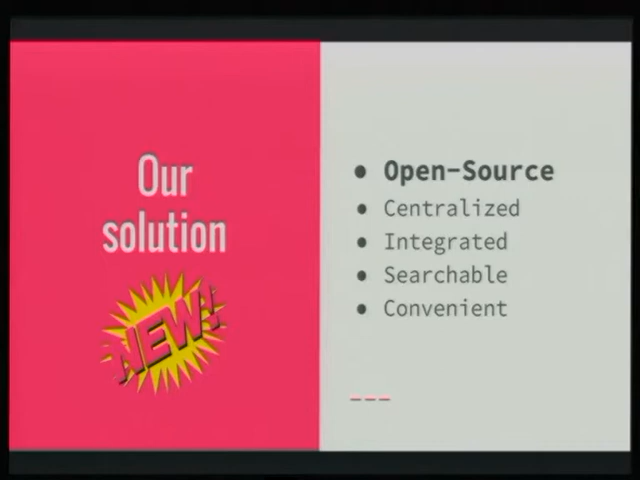 Our
solution
NEW!
● Open-Source
● Centralized
● Integrated
● Searchable
● Convenient